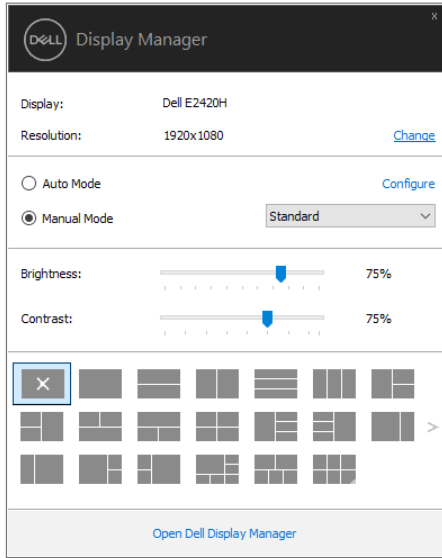 x
DELL Display Manager
Display: Dell E2420H
Resolution: 1920x1080 Change
Auto Mode Configure
Manual Mode Standard
Brightness: 75%
Contrast: 75%
Open Dell Display Manager